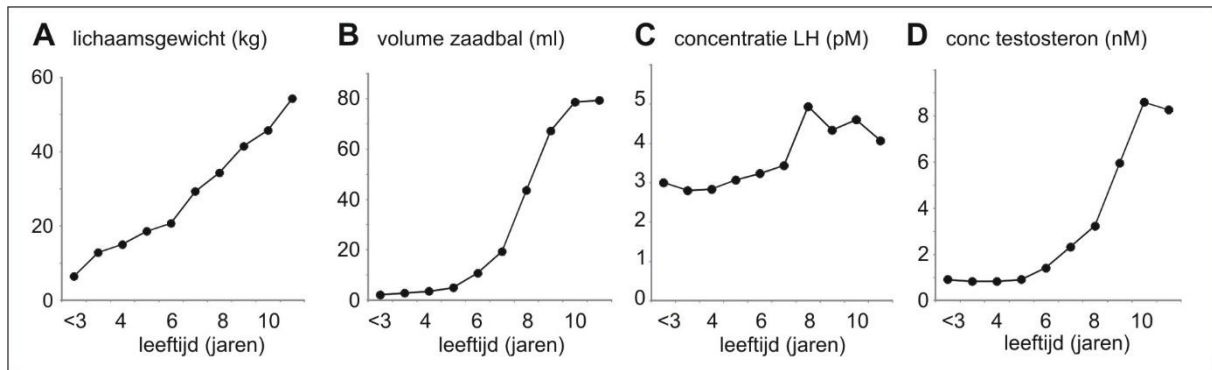 A lichaamsgewicht (kg)
60
40
20
0
<3 4 6 8 10
leeftijd (jaren)
B volume zaadbal (ml)
80
60
40
20
0
<3 4 6 8 10
leeftijd (jaren)
C concentratie LH (pM)
5
4
3
2
1
0
<3 4 6 8 10
leeftijd (jaren)
D conc testosteron (nM)
8
6
4
2
0
<3 4 6 8 10
leeftijd (jaren)